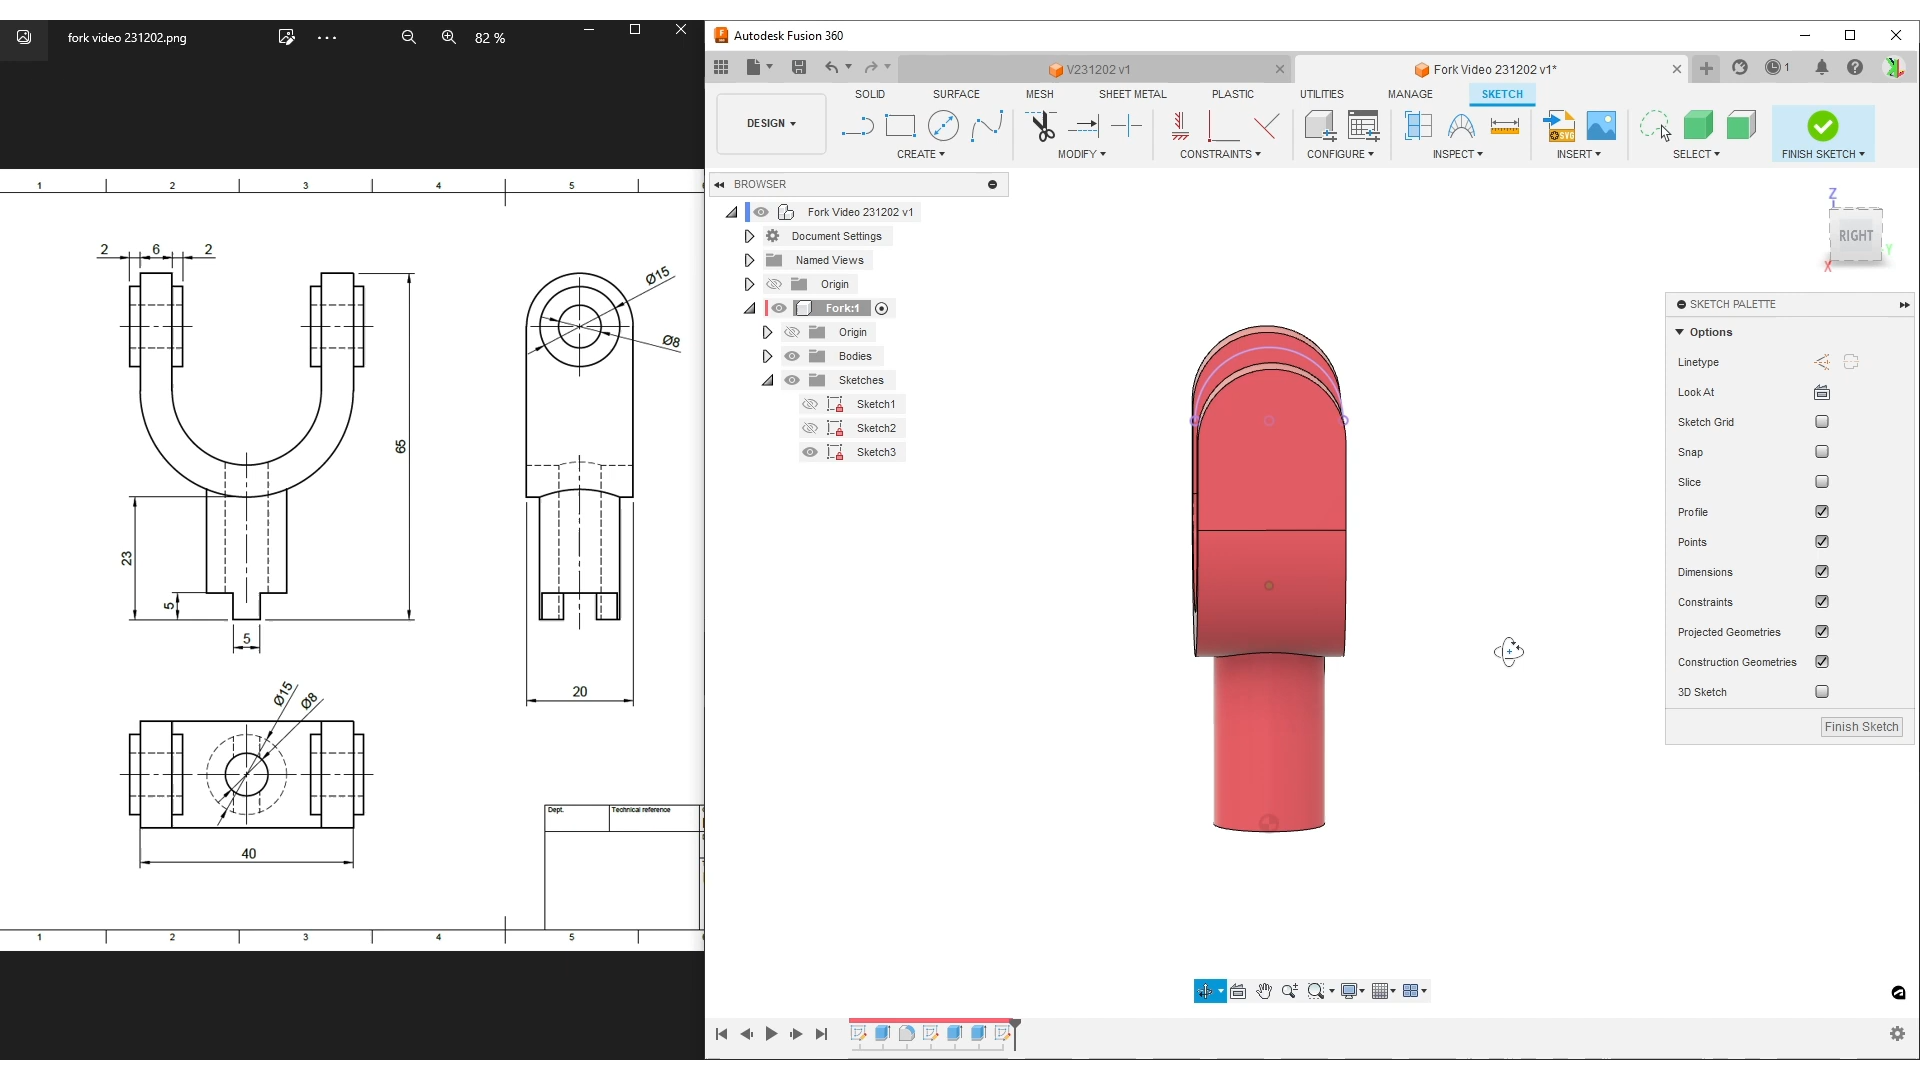 fork video 231202.png
82 %
Autodesk Fusion 360
V231202 v1
Fork Video 231202 v1*
1
SOLID
SURFACE
MESH
SHEET METAL
PLASTIC
UTILITIES
MANAGE
SKETCH
DESIGN
CREATE
MODIFY
CONSTRAINTS
CONFIGURE
INSPECT
INSERT
SELECT
FINISH SKETCH
SVG
BROWSER
Fork Video 231202 v1
Document Settings
Named Views
Origin
Fork:1
Origin
Bodies
Sketches
Sketch1
Sketch2
Sketch3
Z
RIGHT
Y
X
SKETCH PALETTE
Options
Linetype
Look At
Sketch Grid
Snap
Slice
Profile
Points
Dimensions
Constraints
Projected Geometries
Construction Geometries
3D Sketch
Finish Sketch
1 2 3 4 5
2 6 2
Ø15
Ø8
65
23
5
5
20
Ø15
Ø8
40
Dept.
Technical reference
1 2 3 4 5